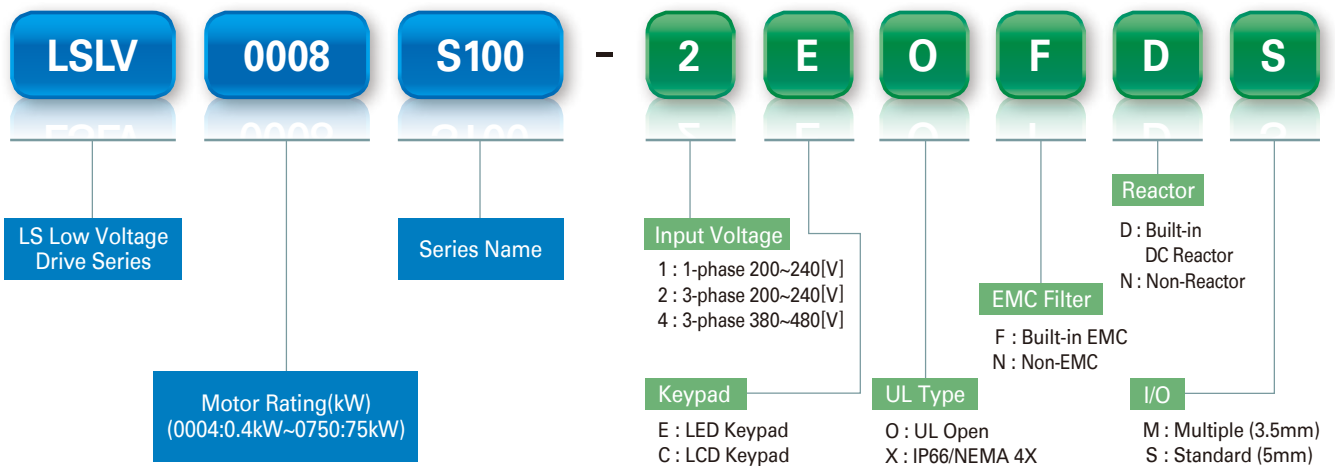 LSLV 0008 S100 - 2 E O F D S
LS Low Voltage
Drive Series
Motor Rating(kW)
(0004:0.4kW~0750:75kW)
Series Name
Input Voltage
1 : 1-phase 200~240[V]
2 : 3-phase 200~240[V]
4 : 3-phase 380~480[V]
Keypad
E : LED Keypad
C : LCD Keypad
UL Type
O : UL Open
X : IP66/NEMA 4X
EMC Filter
F : Built-in EMC
N : Non-EMC
Reactor
D : Built-in
DC Reactor
N : Non-Reactor
I/O
M : Multiple (3.5mm)
S : Standard (5mm)